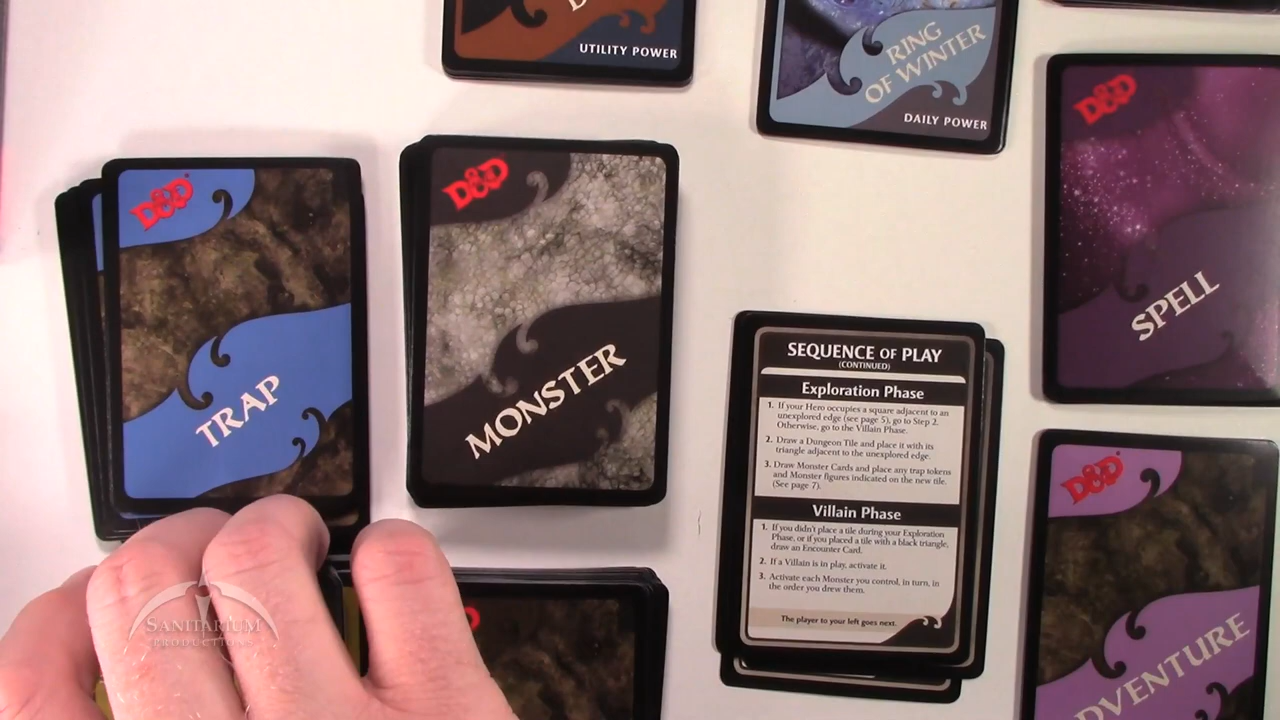 UTILITY POWER
RING
OF WINTER
DAILY POWER
D&D
TRAP
D&D
MONSTER
D&D
SPELL
SEQUENCE OF PLAY
(CONTINUED)
Exploration Phase
1. If your Hero occupies a square adjacent to an
unexplored edge (see page 5), go to Step 2.
Otherwise, go to the Villain Phase.
2. Draw a Dungeon Tile and place it with its
triangle adjacent to the unexplored edge.
3. Draw Monster Cards and place any trap tokens
and Monster figures indicated on the new tile.
(See page 7).
Villain Phase
1. If you didn't place a tile during your Exploration
Phase, or if you placed a tile with a black triangle,
draw an Encounter Card.
2. If a Villain is in play, activate it.
3. Activate each Monster you control, in turn, in
the order you drew them.
The player to your left goes next.
D&D
DVENTURE
SANITARIUM
PRODUCTIONS